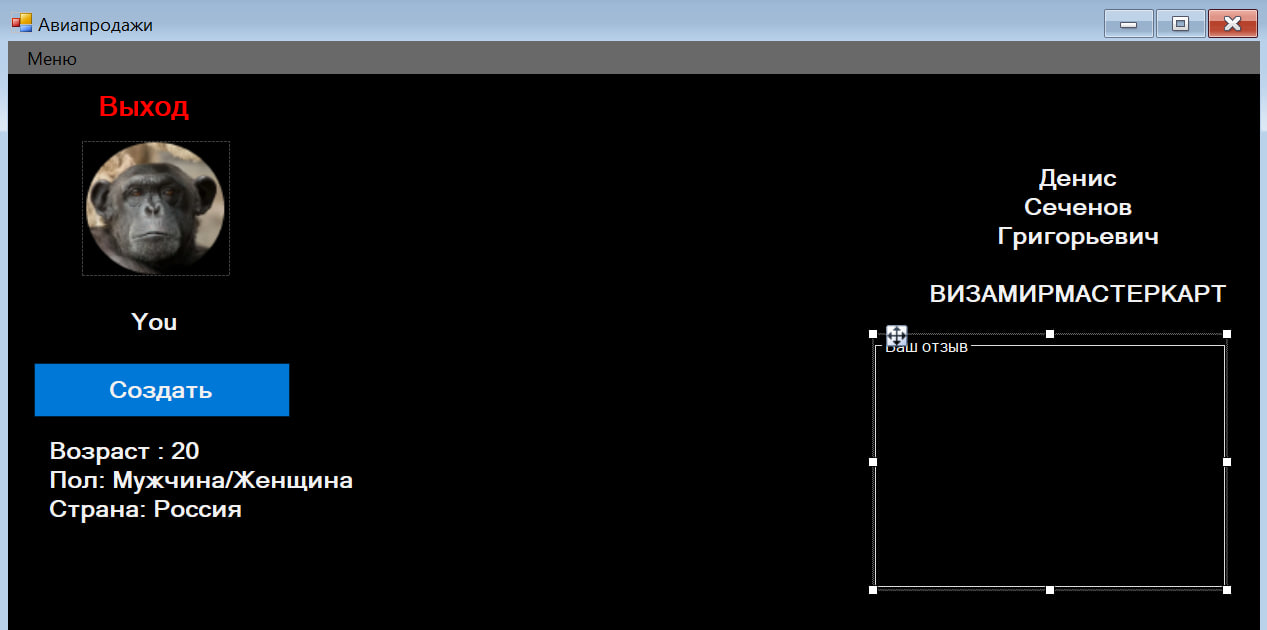 Авиапродажи
Меню
Выход
You
Создать
Возраст : 20
Пол: Мужчина/Женщина
Страна: Россия
Денис
Сеченов
Григорьевич
ВИЗАМИРМАСТЕРКАРТ
Ваш отзыв